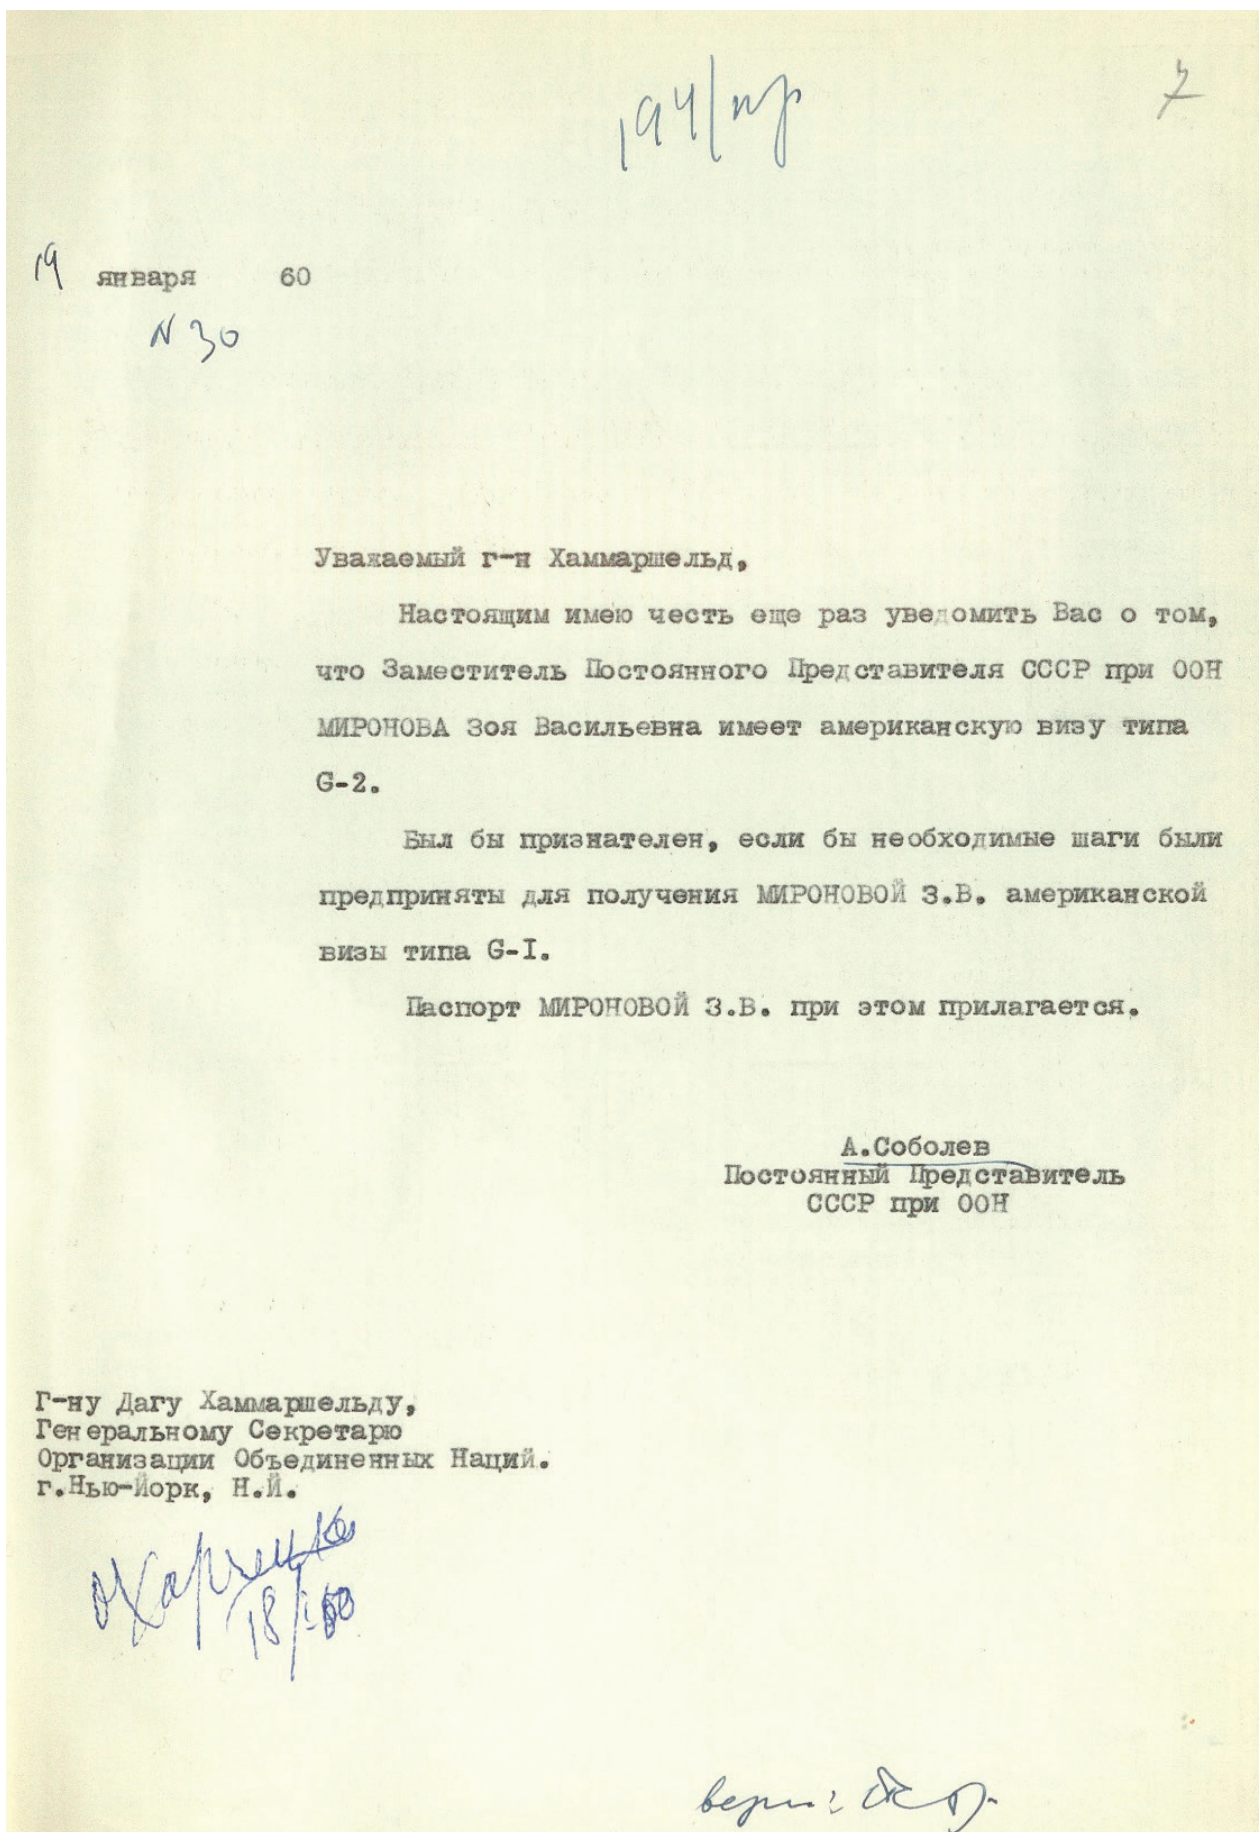 194/пр
7
19 января 60
N 30
Уважаемый г-н Хаммаршельд,
Настоящим имею честь еще раз уведомить Вас о том,
что Заместитель Постоянного Представителя СССР при ООН
МИРОНОВА Зоя Васильевна имеет американскую визу типа
G-2.
Был бы признателен, если бы необходимые шаги были
предприняты для получения МИРОНОВОЙ З.В. американской
визы типа G-I.
Паспорт МИРОНОВОЙ З.В. при этом прилагается.
А.Соболев
Постоянный Представитель
СССР при ООН
Г-ну Дагу Хаммаршельду,
Генеральному Секретарю
Организации Объединенных Наций.
г.Нью-Йорк, Н.Й.
верно: